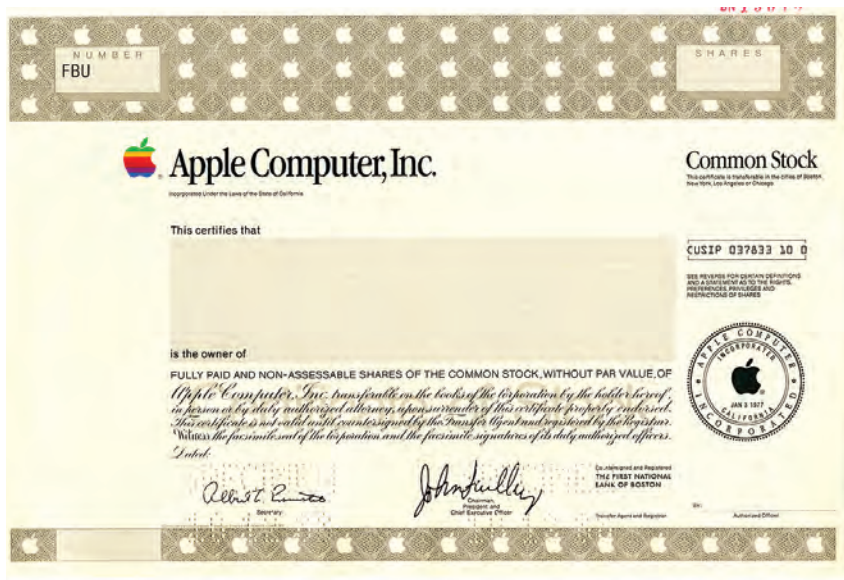 NUMBER
FBU
SHARES
Apple Computer, Inc.
Incorporated Under the Laws of the State of California
Common Stock
This certificate is transferable in the cities of Boston,
New York, Los Angeles or Chicago
This certifies that
CUSIP 037833 10 0
SEE REVERSE FOR CERTAIN DEFINITIONS
AND A STATEMENT AS TO THE RIGHTS,
PREFERENCES, PRIVILEGES AND
RESTRICTIONS OF SHARES
APPLE COMPUTER
INCORPORATED
JAN 3 1977
CALIFORNIA
INCORPORATED
is the owner of
FULLY PAID AND NON-ASSESSABLE SHARES OF THE COMMON STOCK, WITHOUT PAR VALUE, OF
Apple Computer, Inc. transferable on the books of the Corporation by the holder hereof,
in person or by duly authorized attorney, upon surrender of this certificate properly endorsed.
This certificate is not valid until countersigned by the Transfer Agent and registered by the Registrar.
Witness the facsimile seal of the Corporation and the facsimile signatures of its duly authorized officers.
Dated:
Secretary
John Sculley
Chairman,
President and
Chief Executive Officer
Countersigned and Registered
THE FIRST NATIONAL
BANK OF BOSTON
Transfer Agent and Registrar
By:
Authorized Officer